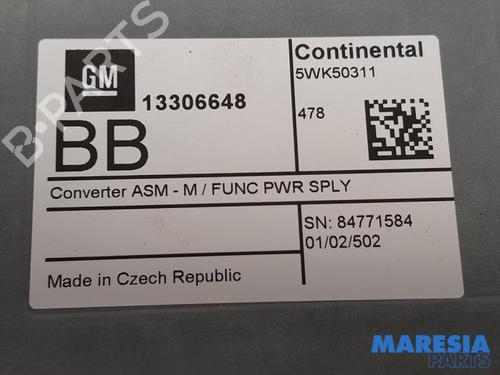 GM
13306648
BB
Continental
5WK50311
478
Converter ASM - M / FUNC PWR SPLY
SN: 84771584
01/02/502
Made in Czech Republic
B-PARTS
MARESIA
PARTS